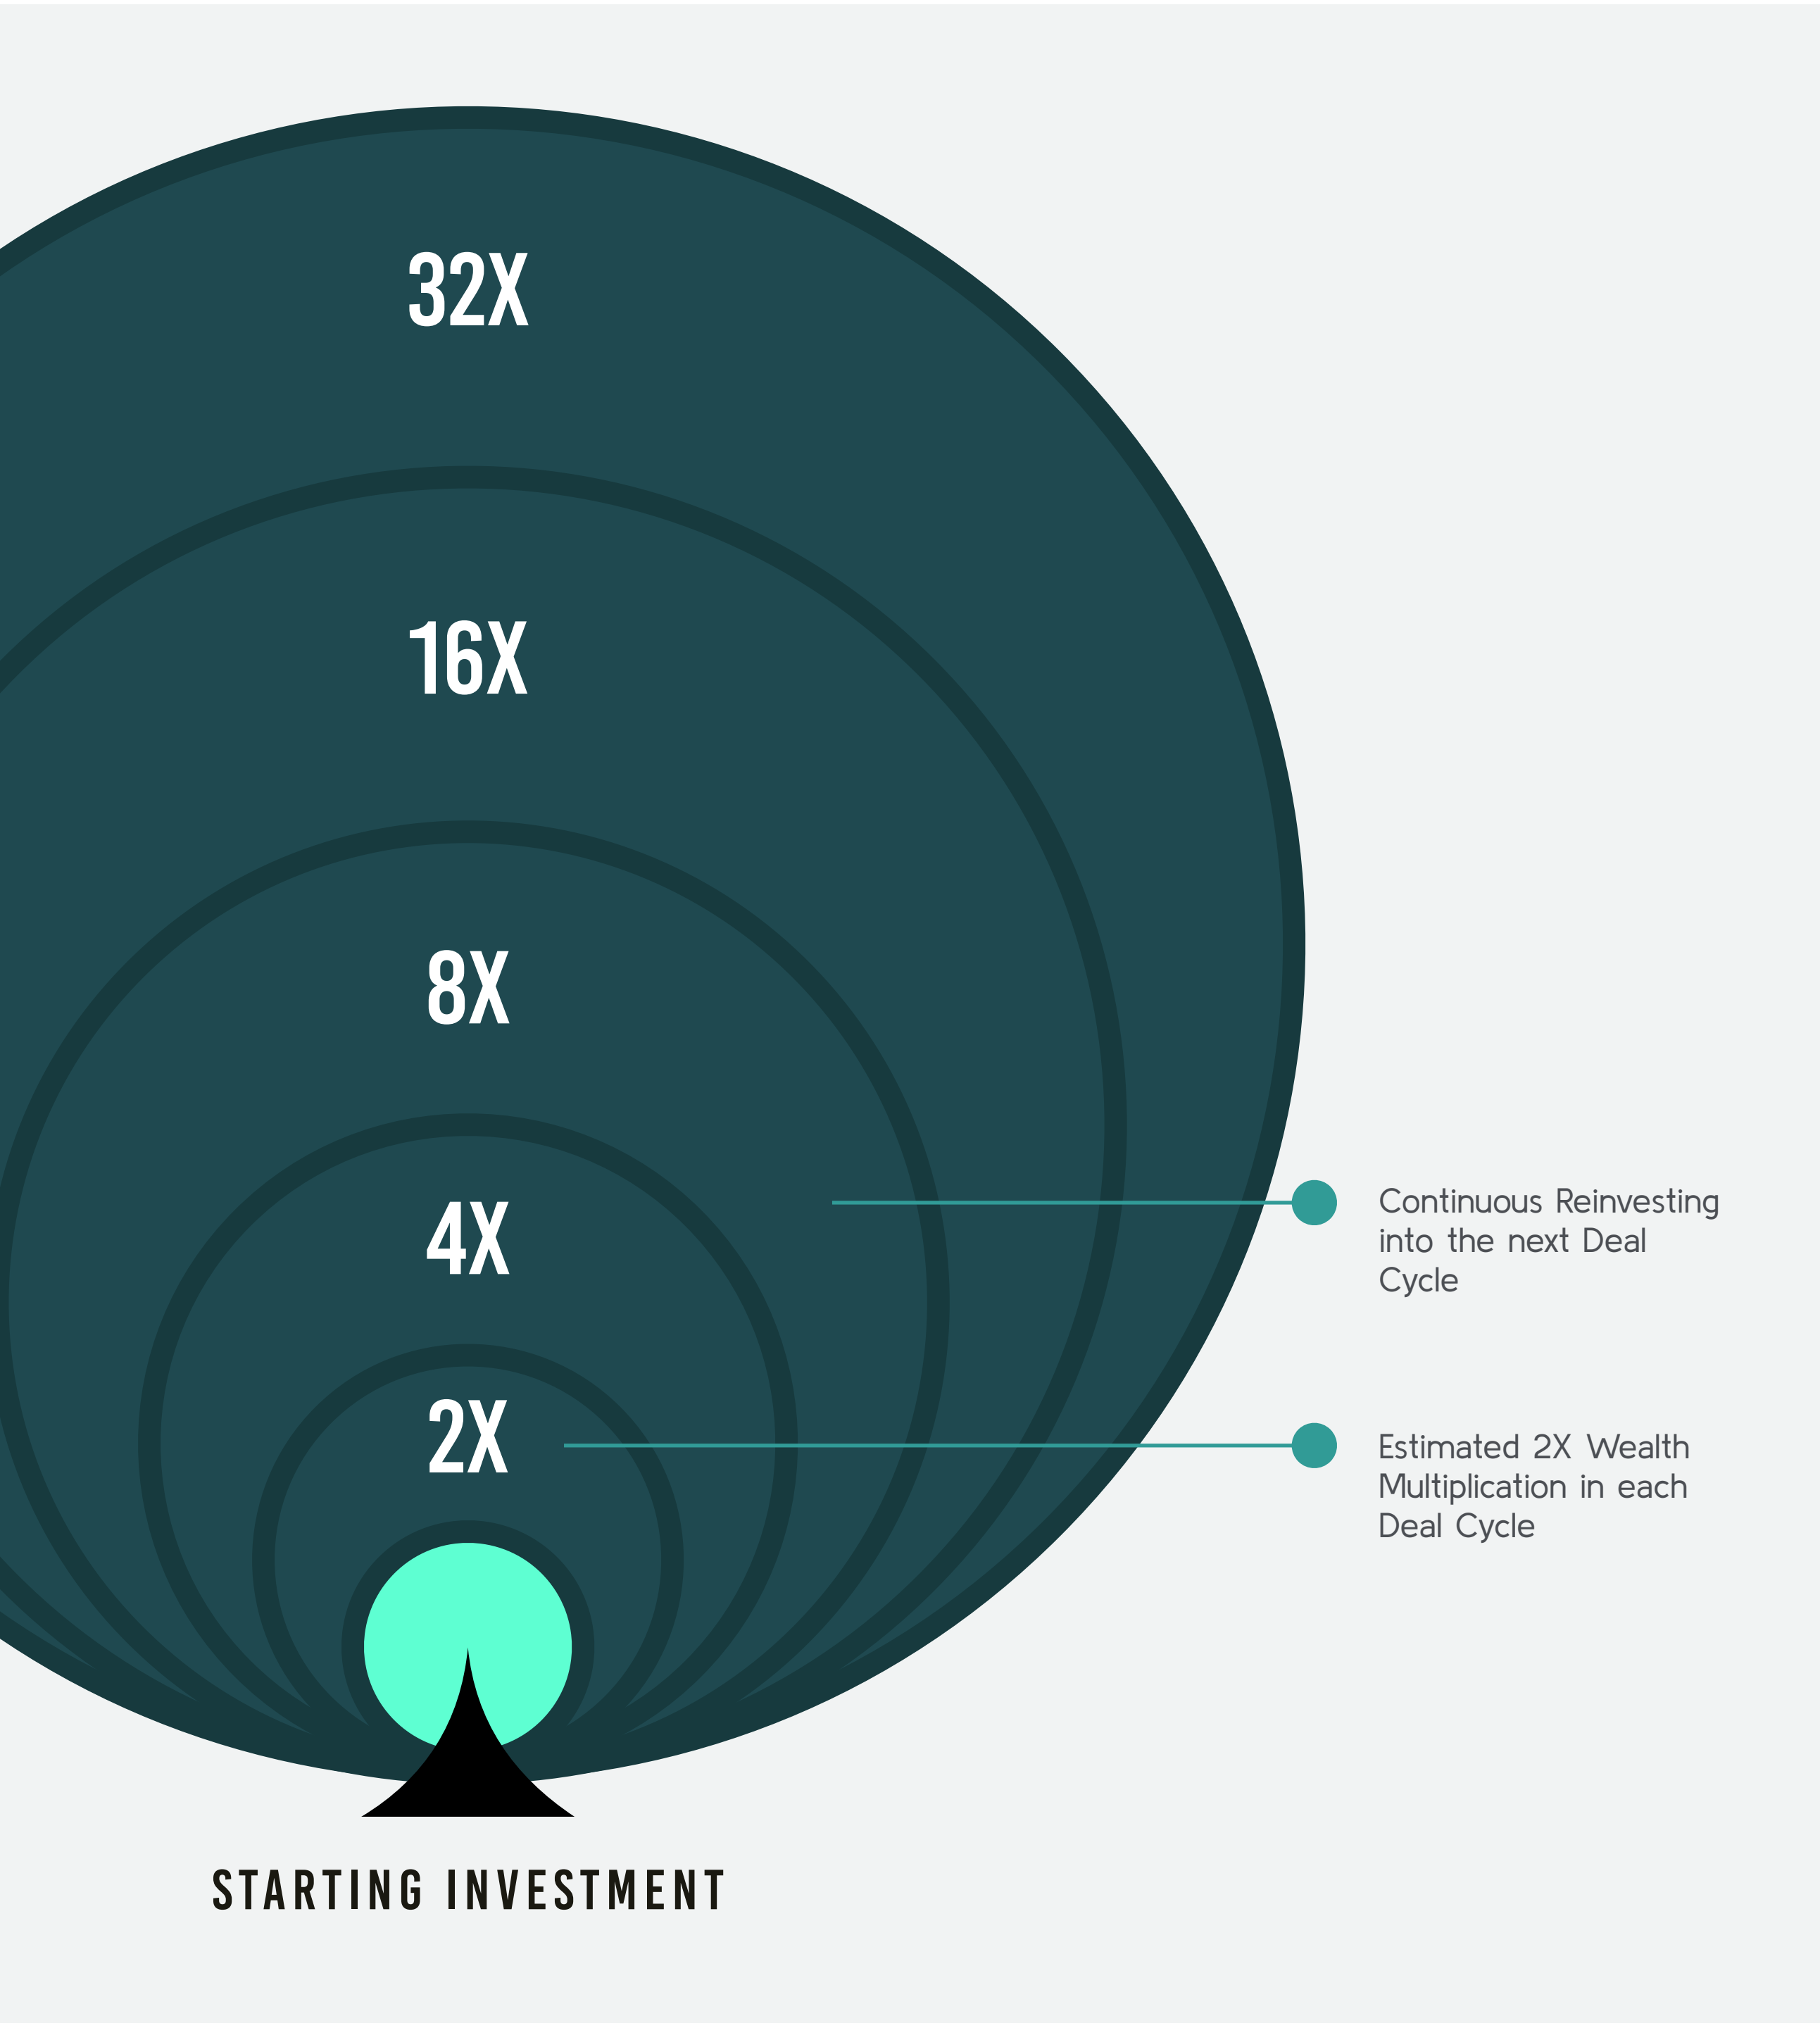 32X
16X
8X
4X
Continuous Reinvesting
into the next Deal
Cycle
2X
Estimated 2X Wealth
Multiplication in each
Deal Cycle
STARTING INVESTMENT